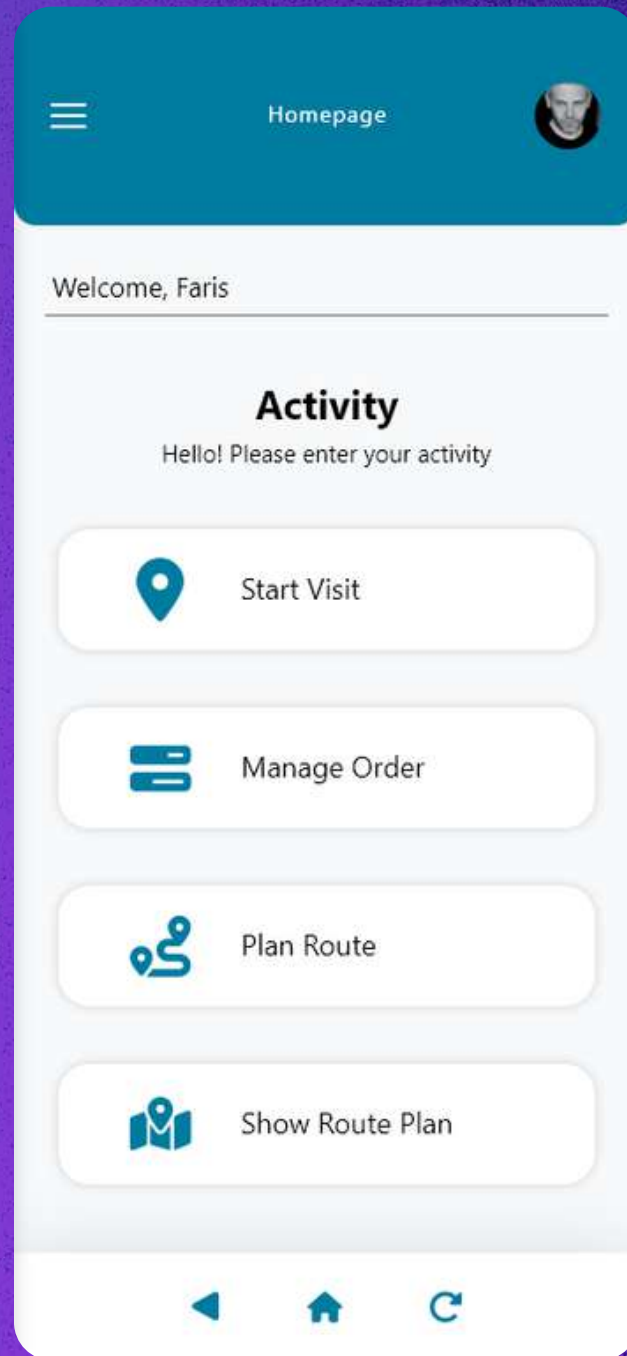 Homepage
Welcome, Faris
Activity
Hello! Please enter your activity
Start Visit
Manage Order
Plan Route
Show Route Plan